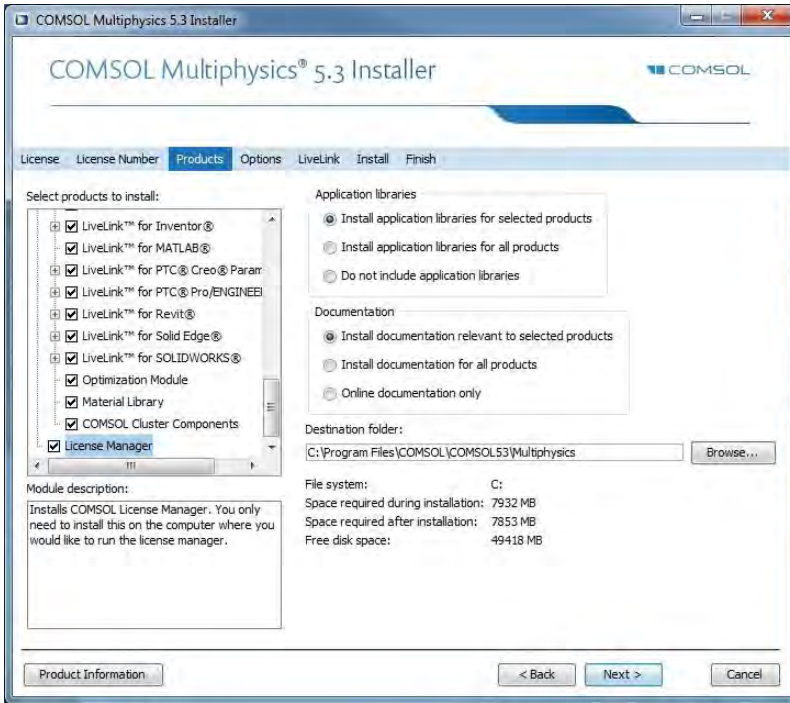 COMSOL Multiphysics 5.3 Installer
COMSOL Multiphysics® 5.3 Installer
COMSOL
License License Number Products Options LiveLink Install Finish
Select products to install:
LiveLink™ for Inventor®
LiveLink™ for MATLAB®
LiveLink™ for PTC® Creo® Param
LiveLink™ for PTC® Pro/ENGINEEI
LiveLink™ for Revit®
LiveLink™ for Solid Edge®
LiveLink™ for SOLIDWORKS®
Optimization Module
Material Library
COMSOL Cluster Components
License Manager
Module description:
Installs COMSOL License Manager. You only
need to install this on the computer where you
would like to run the license manager.
Application libraries
Install application libraries for selected products
Install application libraries for all products
Do not include application libraries
Documentation
Install documentation relevant to selected products
Install documentation for all products
Online documentation only
Destination folder:
C:\Program Files\COMSOL\COMSOL53\Multiphysics
Browse...
File system: C:
Space required during installation: 7932 MB
Space required after installation: 7853 MB
Free disk space: 49418 MB
Product Information
< Back
Next >
Cancel